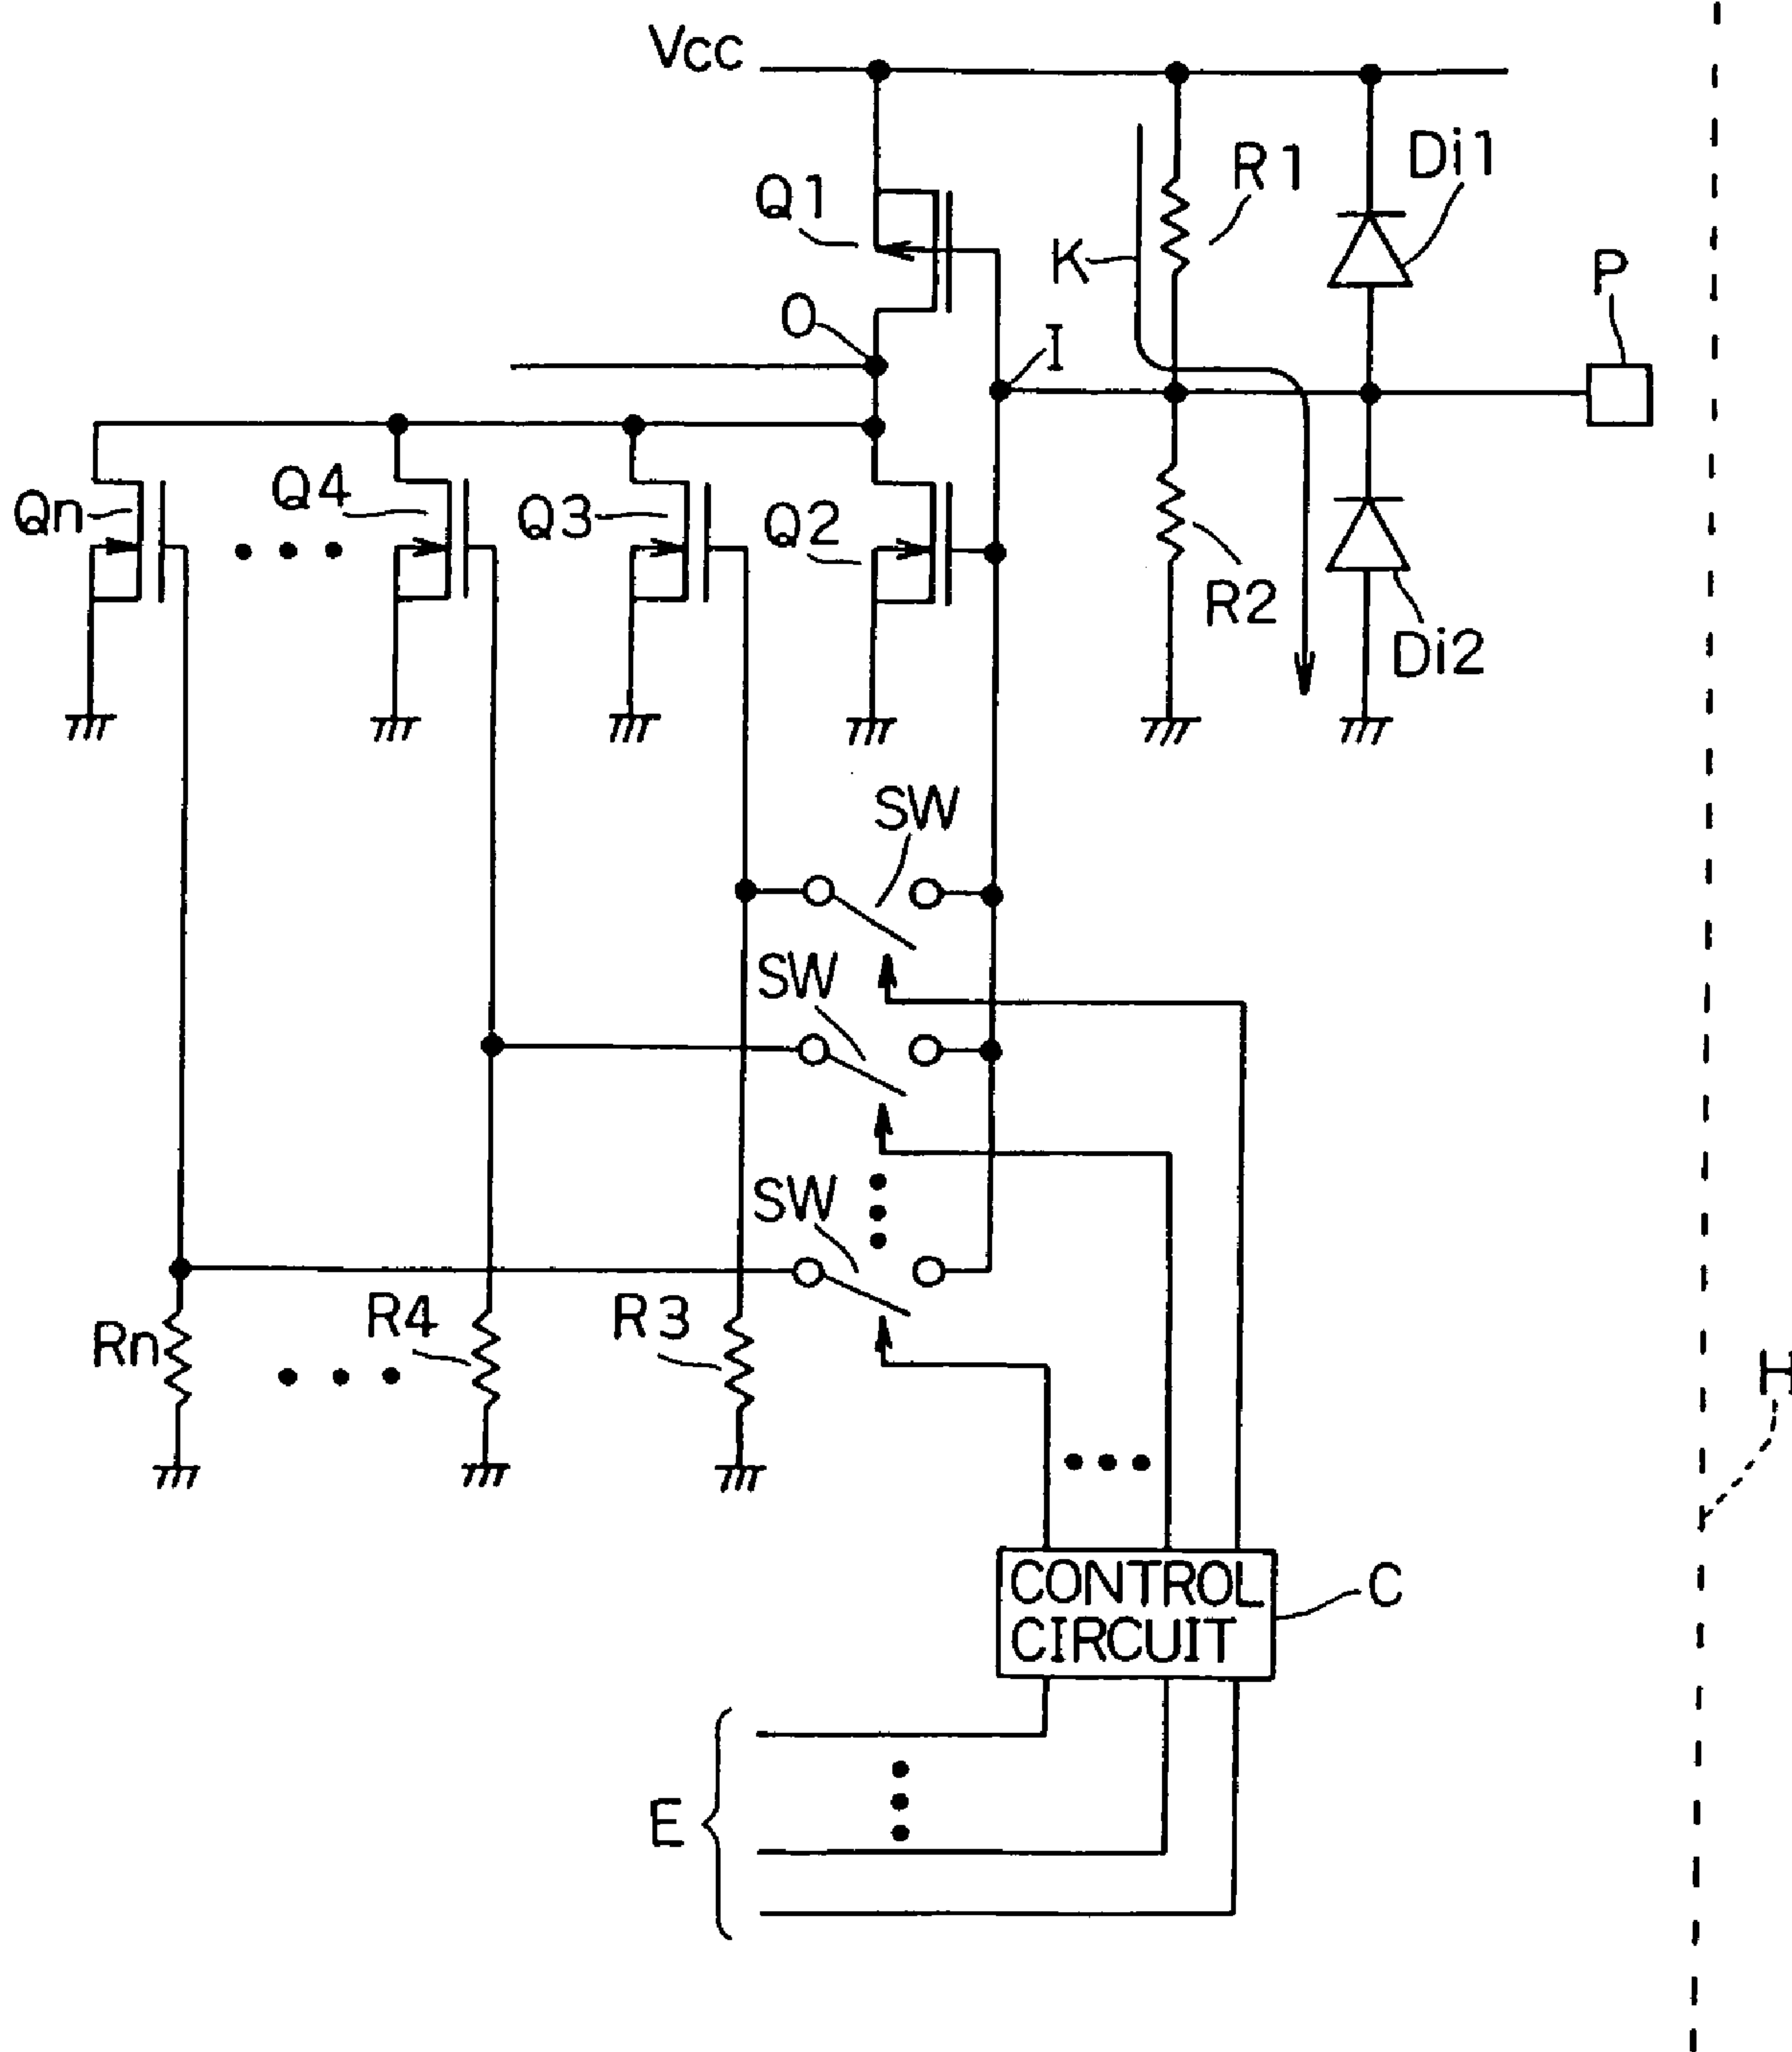 Vcc
Q1
R1
Di1
K
P
O
I
Qn
Q4
Q3
Q2
R2
Di2
SW
SW
SW
Rn
R4
R3
H
CONTROL
CIRCUIT
C
E